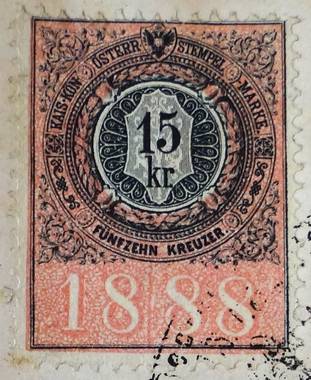 KAIS. KÖN. ÖSTERR. STEMPEL MARKE.
15
kr
FÜNFZEHN KREUZER.
1888